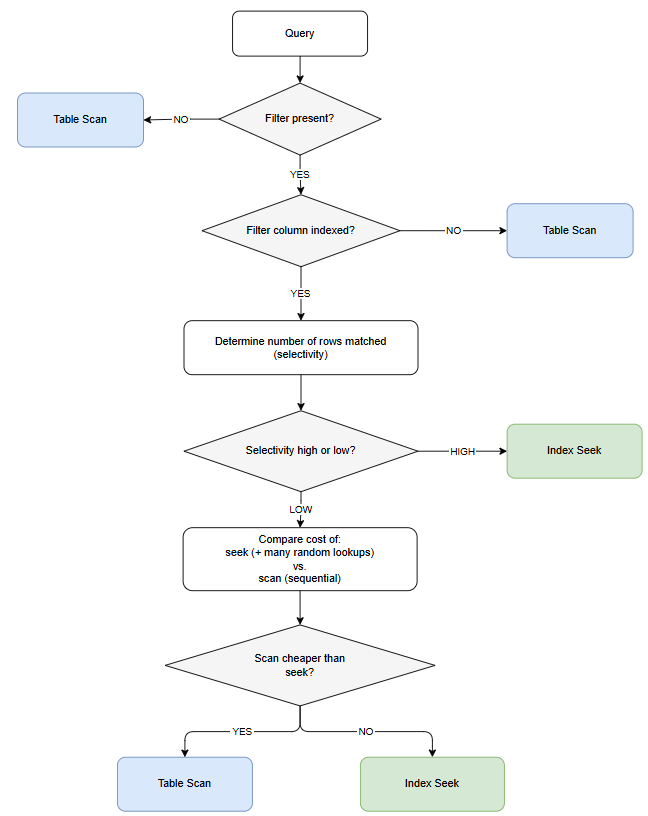 Query
Filter present?
NO
Table Scan
YES
Filter column indexed?
NO
Table Scan
YES
Determine number of rows matched
(selectivity)
Selectivity high or low?
HIGH
Index Seek
LOW
Compare cost of:
seek (+ many random lookups)
vs.
scan (sequential)
Scan cheaper than
seek?
YES
NO
Table Scan
Index Seek